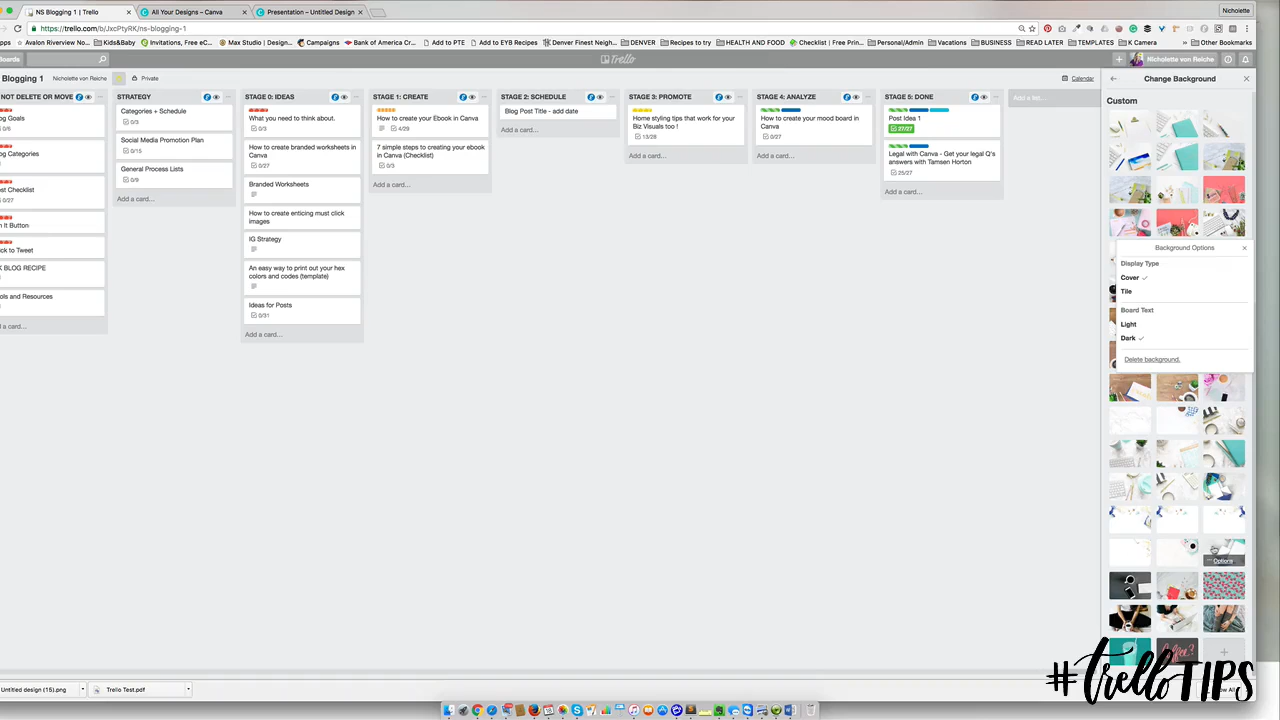 NS Blogging 1 | Trello
All Your Designs – Canva
Presentation – Untitled Design
Nicholette
https://trello.com/b/JxcPtyRK/ns-blogging-1
Avalon Riverview No...
Kids&Baby
Invitations, Free eC...
Max Studio | Design...
Campaigns
Bank of America Cr...
Add to PTE
Add to EYB Recipes
Denver Finest Neigh...
DENVER
Recipes to try
HEALTH AND FOOD
Checklist | Free Prin...
Personal/Admin
Vacations
BUSINESS
READ LATER
TEMPLATES
K Camera
Other Bookmarks
Boards
Trello
Nicholette von Reiche
Blogging 1
Nicholette von Reiche
Private
Calendar
NOT DELETE OR MOVE
og Goals
0/8
og Categories
ost Checklist
0/27
n It Button
ck to Tweet
K BLOG RECIPE
ols and Resources
d a card...
STRATEGY
Categories + Schedule
0/3
Social Media Promotion Plan
0/15
General Process Lists
0/9
Add a card...
STAGE 0: IDEAS
What you need to think about.
0/3
How to create branded worksheets in
Canva
0/27
Branded Worksheets
How to create enticing must click
images
IG Strategy
An easy way to print out your hex
colors and codes (template)
Ideas for Posts
0/31
Add a card...
STAGE 1: CREATE
How to create your Ebook in Canva
4/29
7 simple steps to creating your ebook
in Canva (Checklist)
0/3
Add a card...
STAGE 2: SCHEDULE
Blog Post Title - add date
Add a card...
STAGE 3: PROMOTE
Home styling tips that work for your
Biz Visuals too !
13/28
Add a card...
STAGE 4: ANALYZE
How to create your mood board in
Canva
0/27
Add a card...
STAGE 5: DONE
Post Idea 1
27/27
Legal with Canva - Get your legal Q's
answers with Tamsen Horton
25/27
Add a card...
Add a list...
Change Background
Custom
Background Options
Display Type
Cover
Tile
Board Text
Light
Dark
Delete background.
Options
Coffee?
Untitled design (15).png
Trello Test.pdf
#trelloTIPS